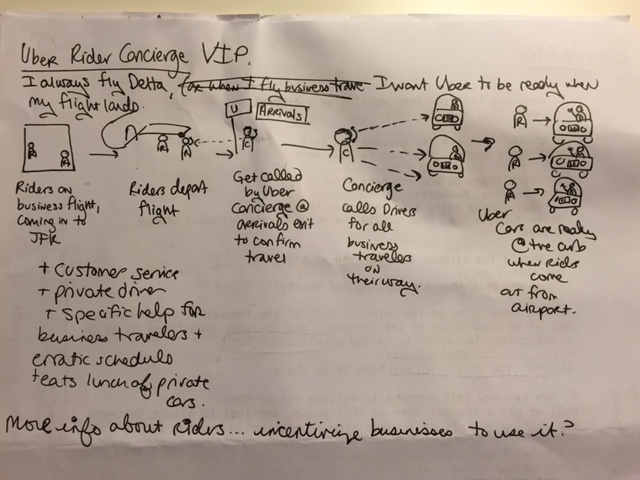 Uber Rider Concierge VIP.
I always fly Delta, for when I fly business trave I want Uber to be ready when
my flight lands.
U
ARRIVALS
R
R
R
R
C
C
R
R
R
Riders on
business flight,
coming in to
JFK
Riders depart
flight
Get called
by Uber
Concierge @
arrivals exit
to confirm
travel
Concierge
calls Drivers
for all
business
travelers
on
their way.
Uber
Cars are ready
@ the curb
when Riders
come
out from
airport.
+ customer service
+ private driver
+ specific help for
business travelers +
erratic schedule
+ eats lunch of private
cars.
More info about Riders... incentivize businesses to use it?